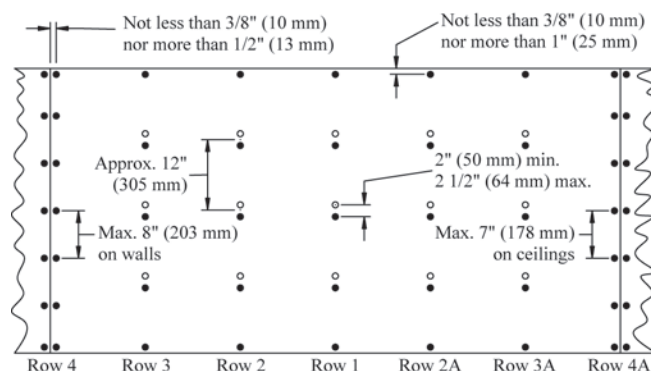 Not less than 3/8" (10 mm)
nor more than 1/2" (13 mm)
Not less than 3/8" (10 mm)
nor more than 1" (25 mm)
Approx. 12"
(305 mm)
2" (50 mm) min.
2 1/2" (64 mm) max.
Max. 8" (203 mm)
on walls
Max. 7" (178 mm)
on ceilings
Row 4 Row 3 Row 2 Row 1 Row 2A Row 3A Row 4A